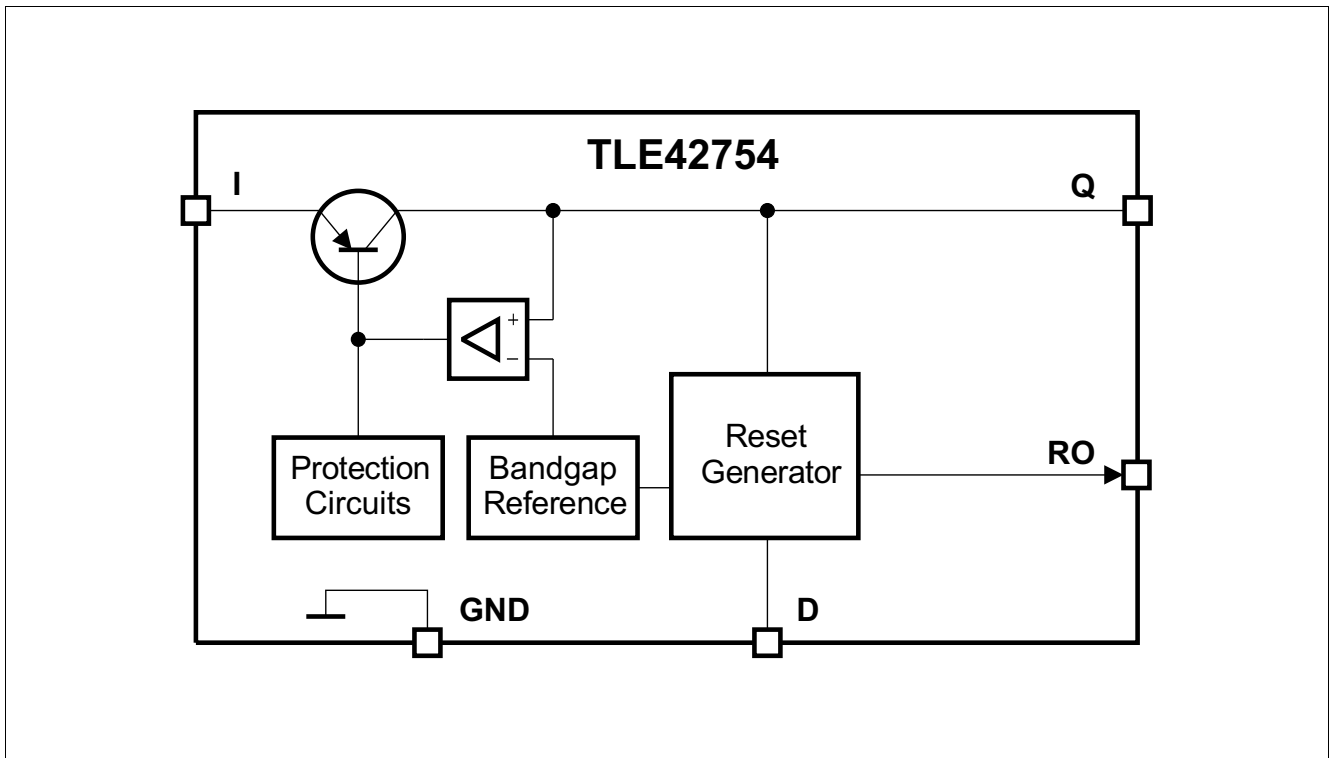 TLE42754
I
Q
+
−
Protection
Circuits
Bandgap
Reference
Reset
Generator
RO
GND
D